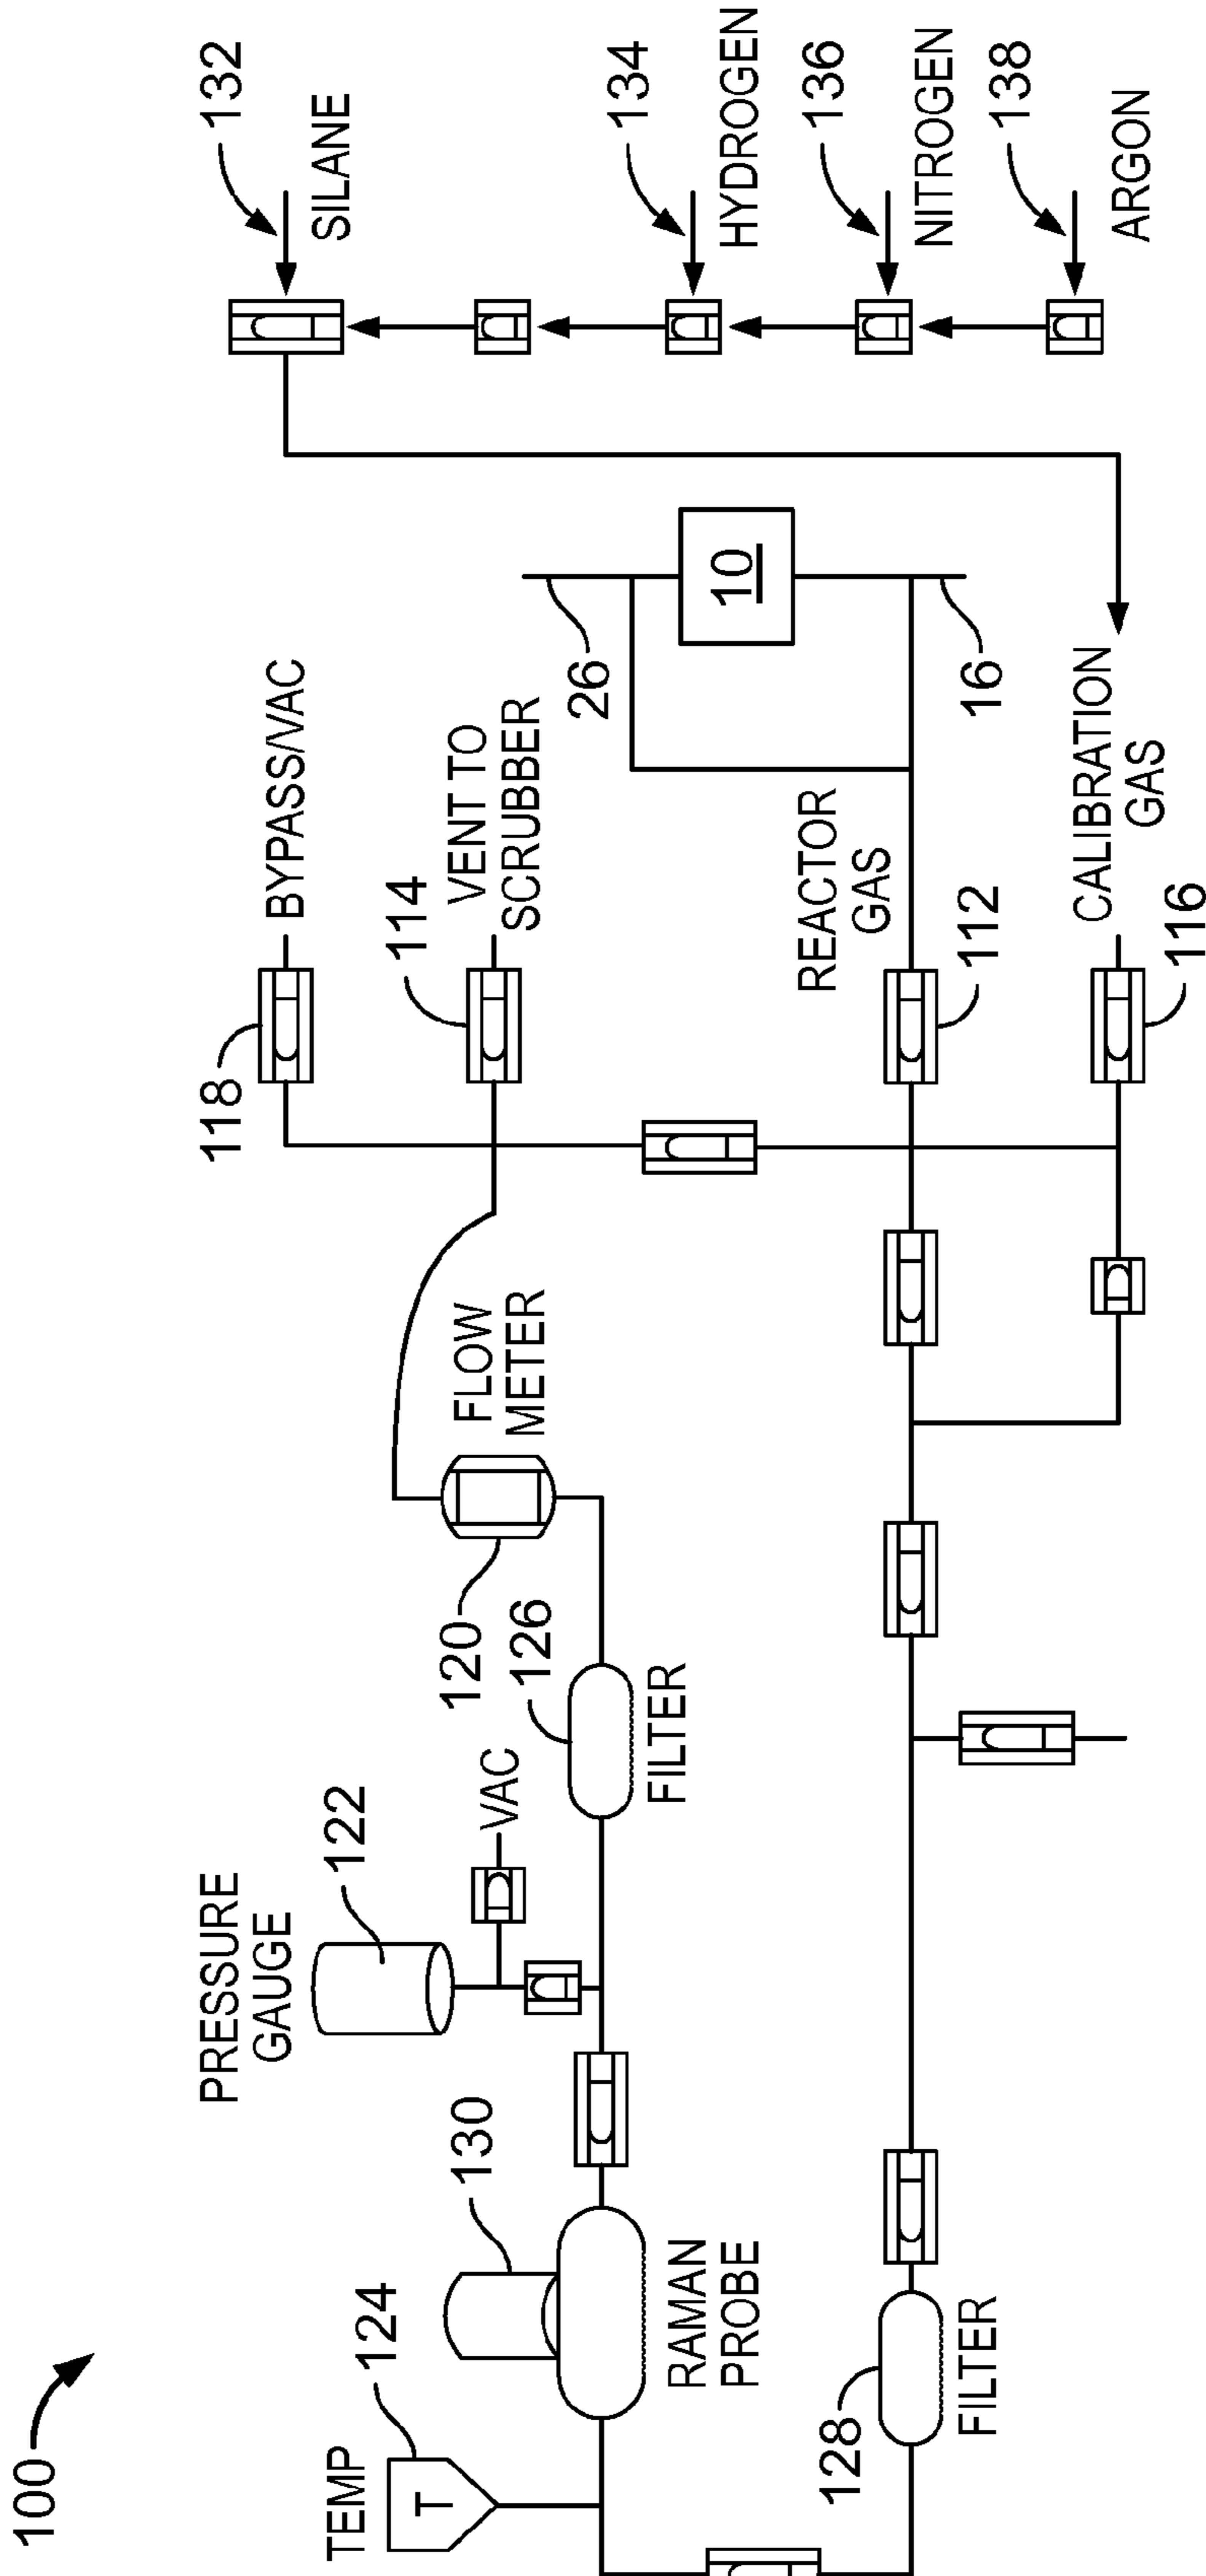 100
TEMP
T
124
130
RAMAN
PROBE
PRESSURE
GAUGE
122
VAC
126
FILTER
120
FLOW
METER
118
BYPASS/VAC
114
VENT TO
SCRUBBER
26
10
16
REACTOR
GAS
112
CALIBRATION
GAS
116
128
FILTER
132
SILANE
134
HYDROGEN
136
NITROGEN
138
ARGON